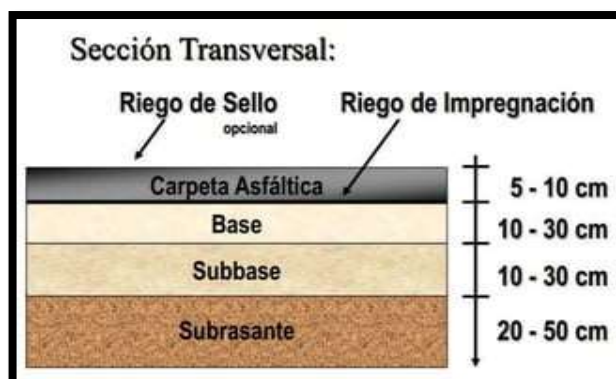 Sección Transversal:
Riego de Sello
opcional
Riego de Impregnación
Carpeta Asfáltica
5 - 10 cm
Base
10 - 30 cm
Subbase
10 - 30 cm
Subrasante
20 - 50 cm